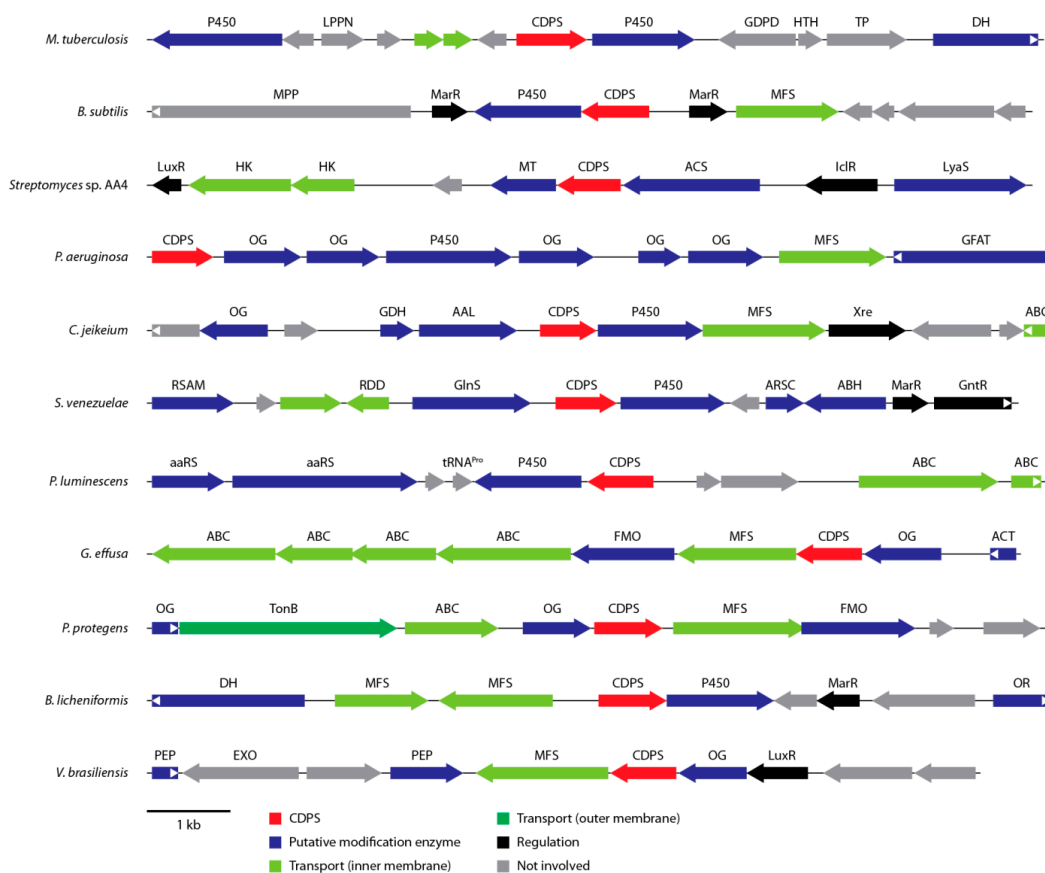 P450 LPPN CDPS P450 GDPD HTH TP DH
M. tuberculosis
MPP MarR P450 CDPS MarR MFS
B. subtilis
LuxR HK HK MT CDPS ACS IclR LyaS
Streptomyces sp. AA4
CDPS OG OG P450 OG OG OG MFS GFAT
P. aeruginosa
OG GDH AAL CDPS P450 MFS Xre ABC
C. jeikeium
RSAM RDD GlnS CDPS P450 ARSC ABH MarR GntR
S. venezuelae
aaRS aaRS tRNAPro P450 CDPS ABC ABC
P. luminescens
ABC ABC ABC ABC FMO MFS CDPS OG ACT
G. effusa
OG TonB ABC OG CDPS MFS FMO
P. protegens
DH MFS MFS CDPS P450 MarR OR
B. licheniformis
PEP EXO PEP MFS CDPS OG LuxR
V. brasiliensis
1 kb
CDPS
Putative modification enzyme
Transport (inner membrane)
Transport (outer membrane)
Regulation
Not involved